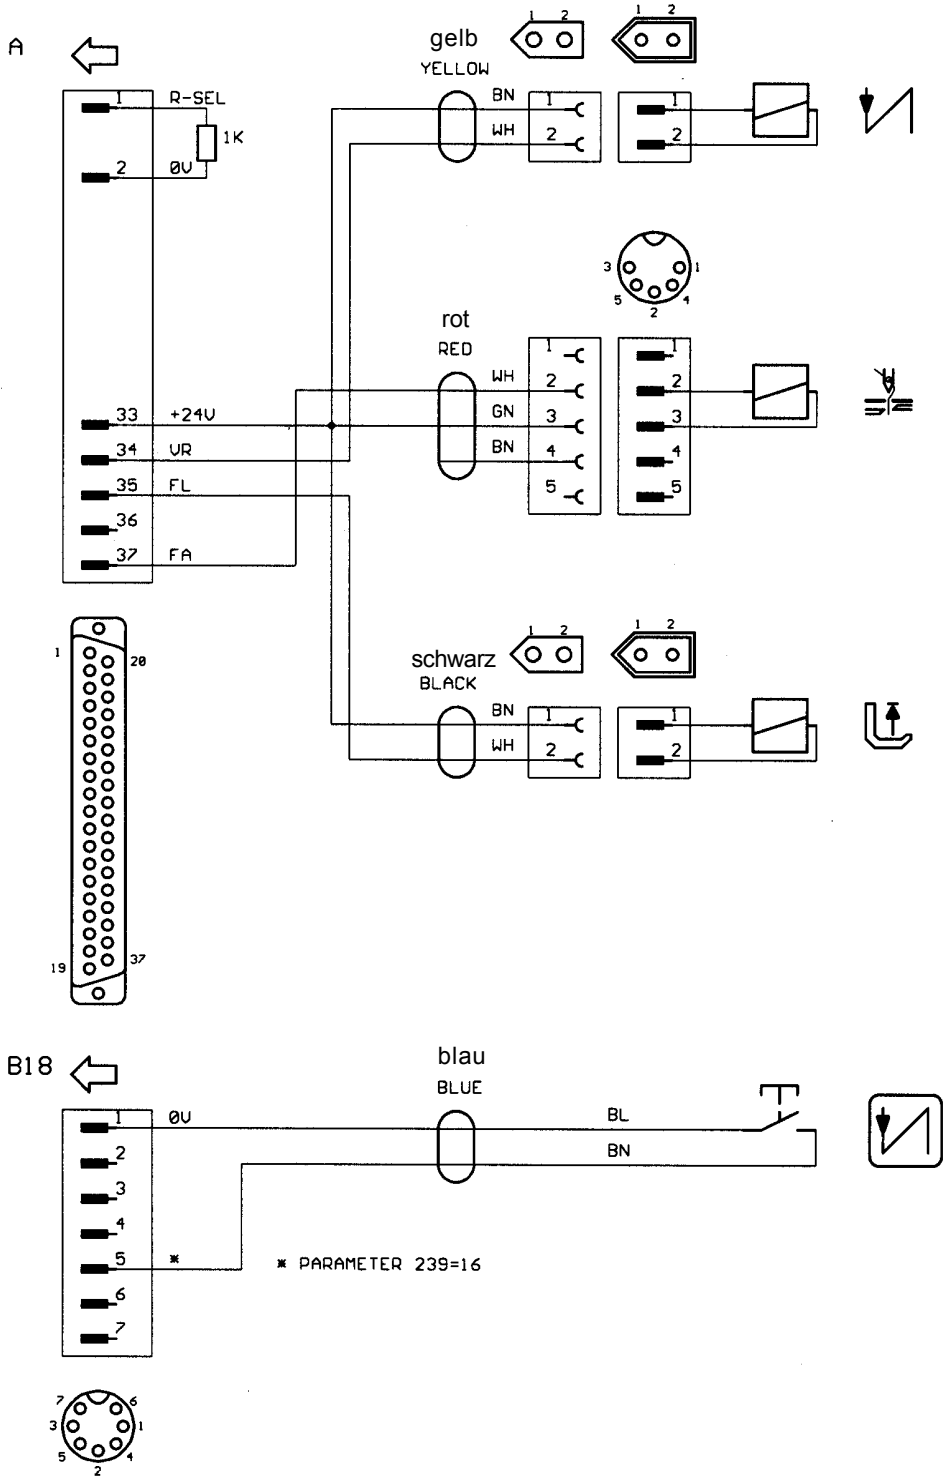 A
gelb
YELLOW
1 2
1 2
1 R-SEL
1K
2 0V
BN 1 1
WH 2 2
3 1
5 4
2
rot
RED
1 1
WH 2 2
GN 3 3
BN 4 4
5 5
33 +24V
34 VR
35 FL
36
37 FA
1 20
19 37
schwarz
BLACK
1 2
1 2
BN 1 1
WH 2 2
B18
blau
BLUE
1 0V
BL
2
BN
3
4
5 *
* PARAMETER 239=16
6
7
7 6
3 1
5 4
2